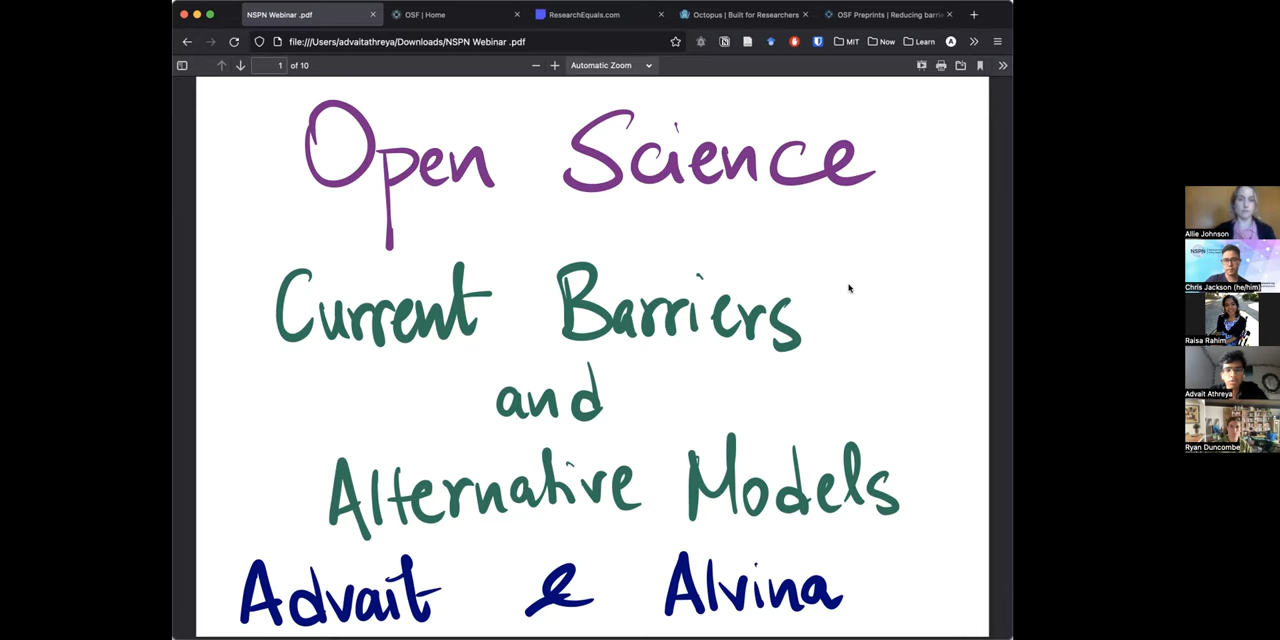 NSPN Webinar .pdf
OSF | Home
ResearchEquals.com
Octopus | Built for Researchers
OSF Preprints | Reducing barrie
file:///Users/advaitathreya/Downloads/NSPN Webinar .pdf
MIT
Now
Learn
A
1 of 10
Automatic Zoom
Open Science
Current Barriers
and
Alternative Models
Advait & Alvina
Allie Johnson
NSPN
Chris Jackson (he/him)
Raisa Rahim
Advait Athreya
Ryan Duncombe